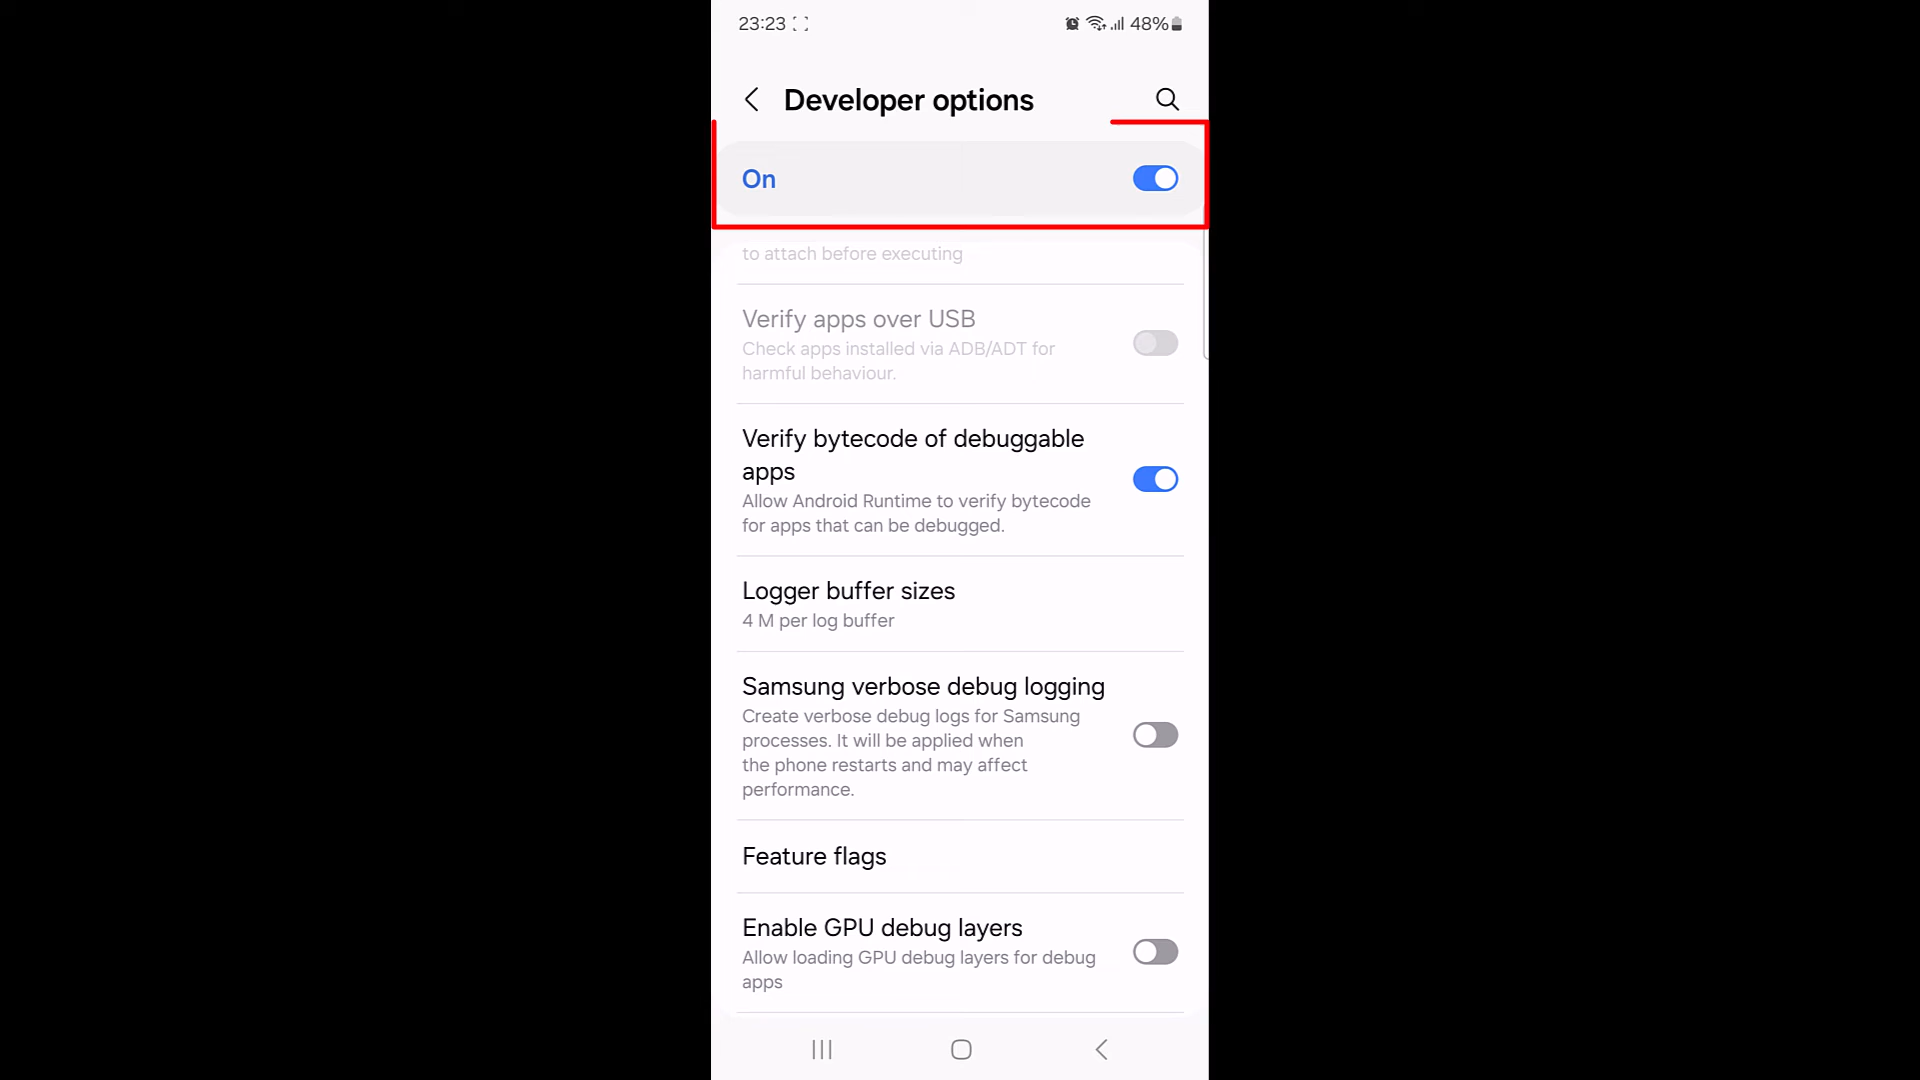 23:23 48%
Developer options
On
to attach before executing
Verify apps over USB
Check apps installed via ADB/ADT for
harmful behaviour.
Verify bytecode of debuggable
apps
Allow Android Runtime to verify bytecode
for apps that can be debugged.
Logger buffer sizes
4 M per log buffer
Samsung verbose debug logging
Create verbose debug logs for Samsung
processes. It will be applied when
the phone restarts and may affect
performance.
Feature flags
Enable GPU debug layers
Allow loading GPU debug layers for debug
apps